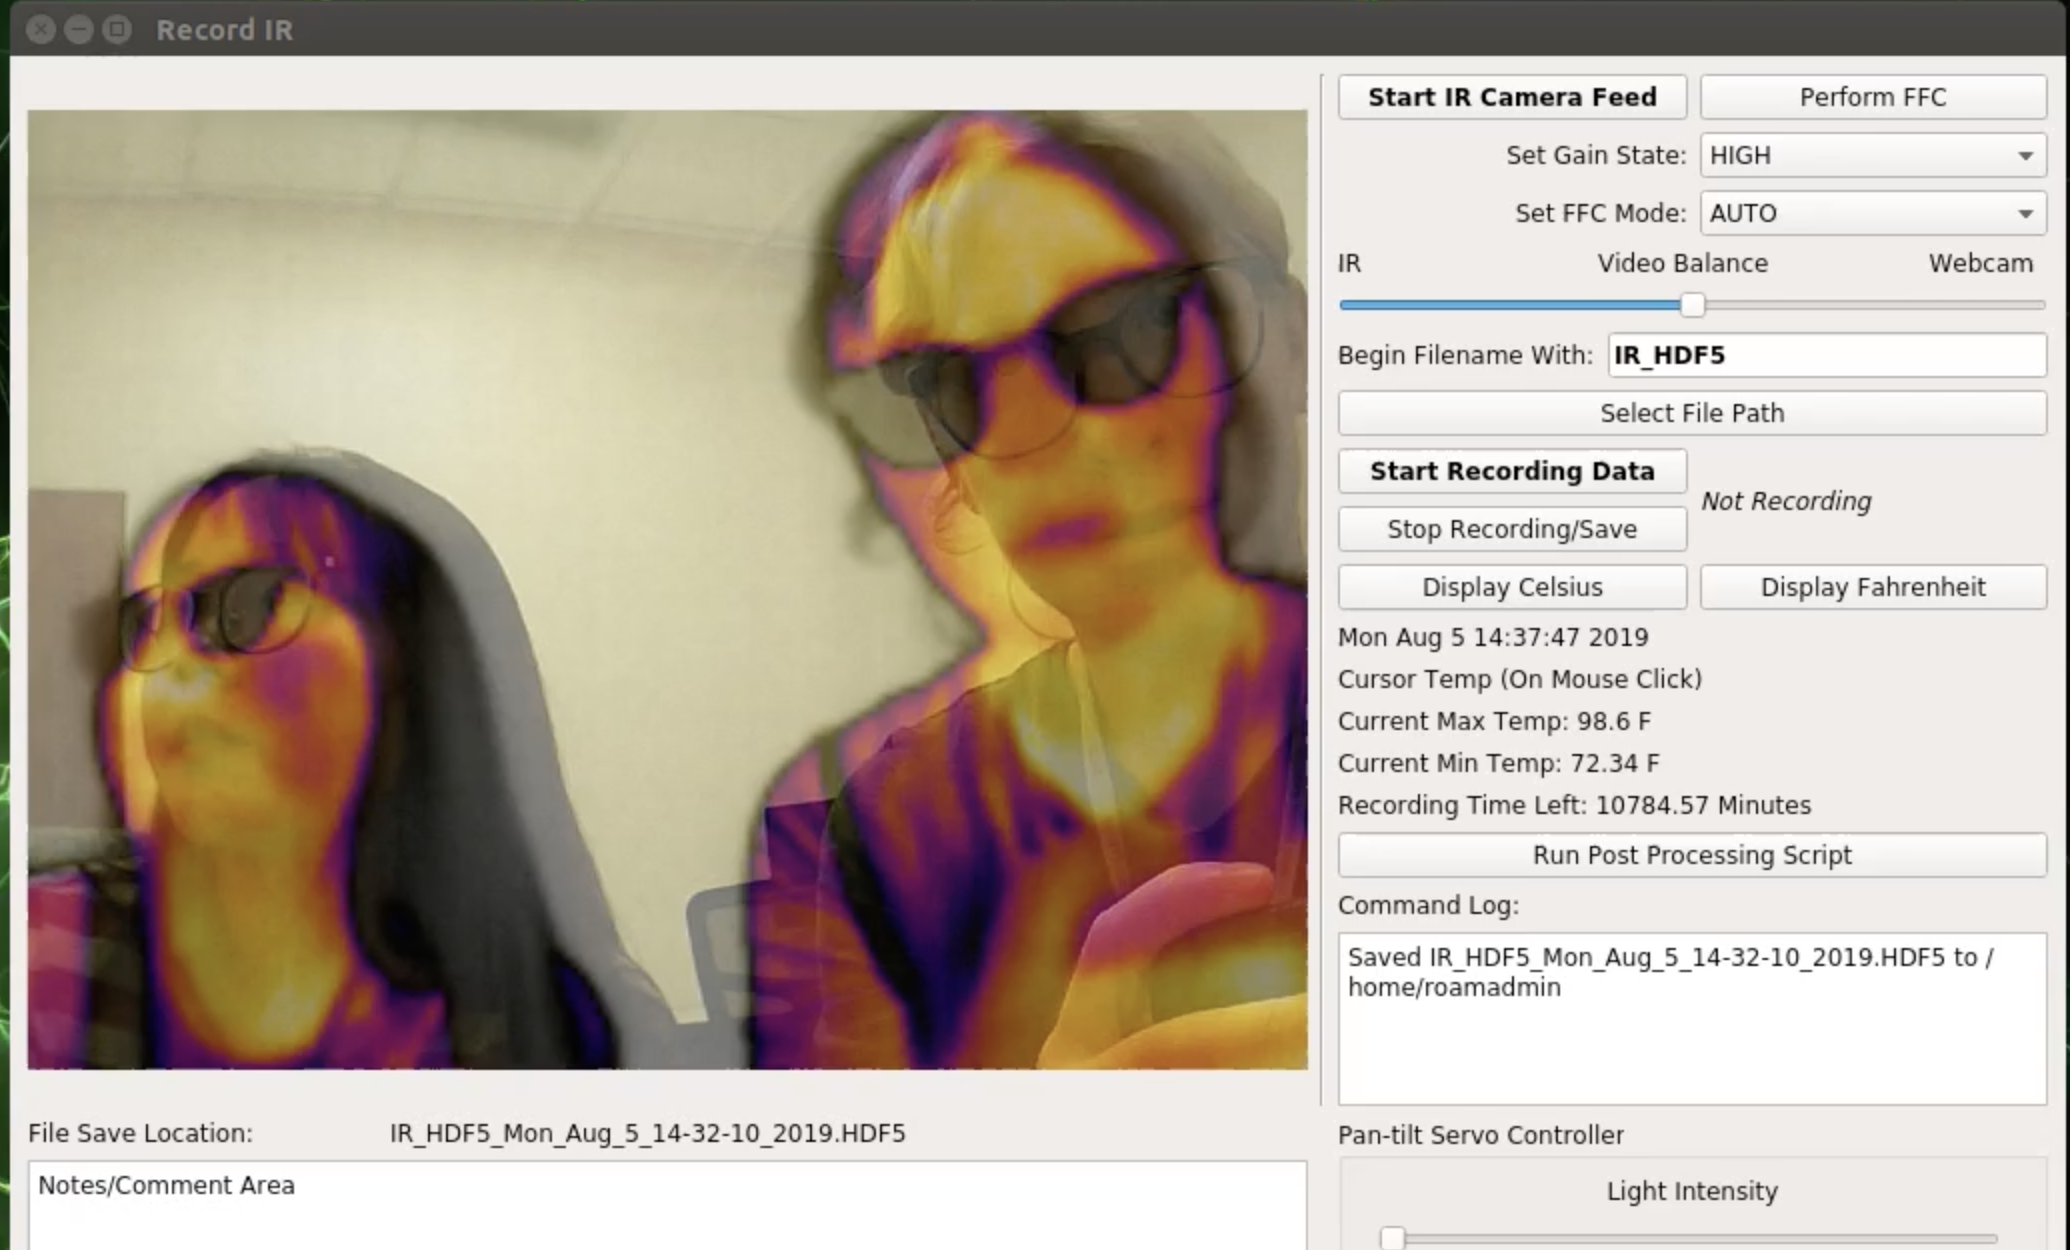 Record IR
Start IR Camera Feed
Perform FFC
Set Gain State: HIGH
Set FFC Mode: AUTO
IR Video Balance Webcam
Begin Filename With: IR_HDF5
Select File Path
Start Recording Data
Not Recording
Stop Recording/Save
Display Celsius
Display Fahrenheit
Mon Aug 5 14:37:47 2019
Cursor Temp (On Mouse Click)
Current Max Temp: 98.6 F
Current Min Temp: 72.34 F
Recording Time Left: 10784.57 Minutes
Run Post Processing Script
Command Log:
Saved IR_HDF5_Mon_Aug_5_14-32-10_2019.HDF5 to /
home/roamadmin
File Save Location: IR_HDF5_Mon_Aug_5_14-32-10_2019.HDF5
Notes/Comment Area
Pan-tilt Servo Controller
Light Intensity